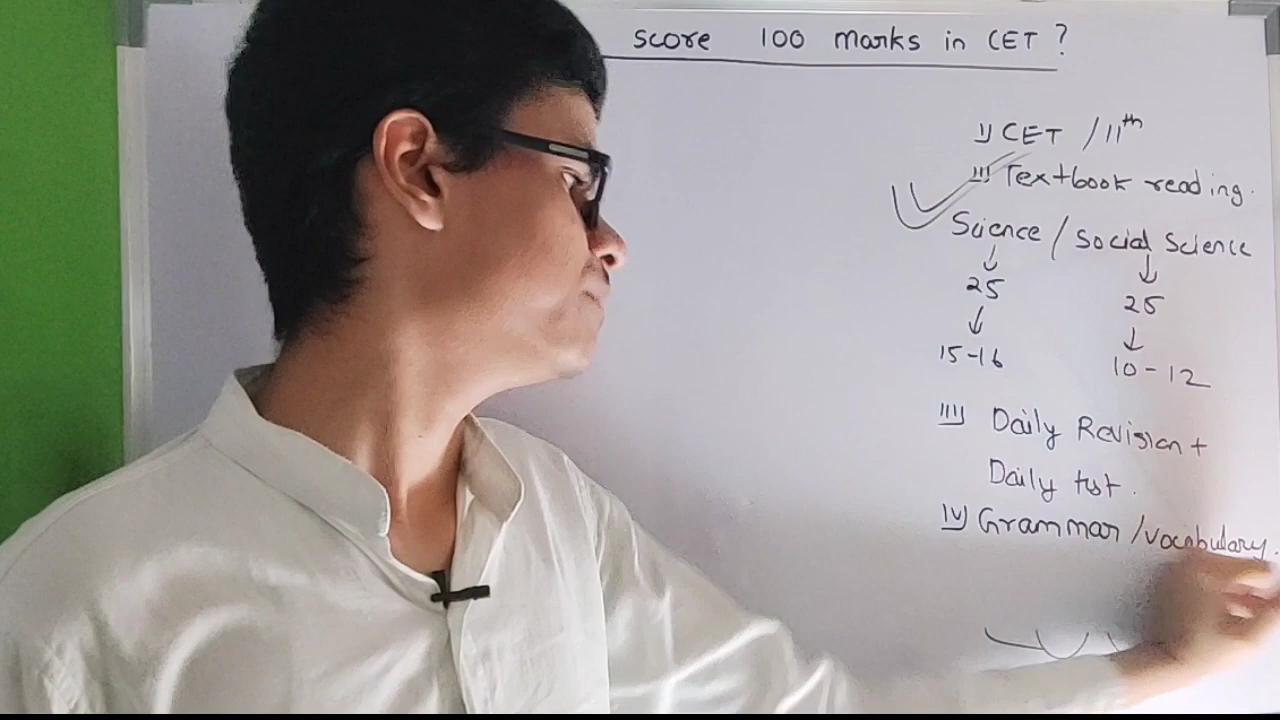 score 100 marks in CET ?
I) CET / 11th
II) Textbook reading.
Science / Social Science
25 25
15-16 10-12
III) Daily Revision +
Daily test.
IV) Grammar / vocabulary.